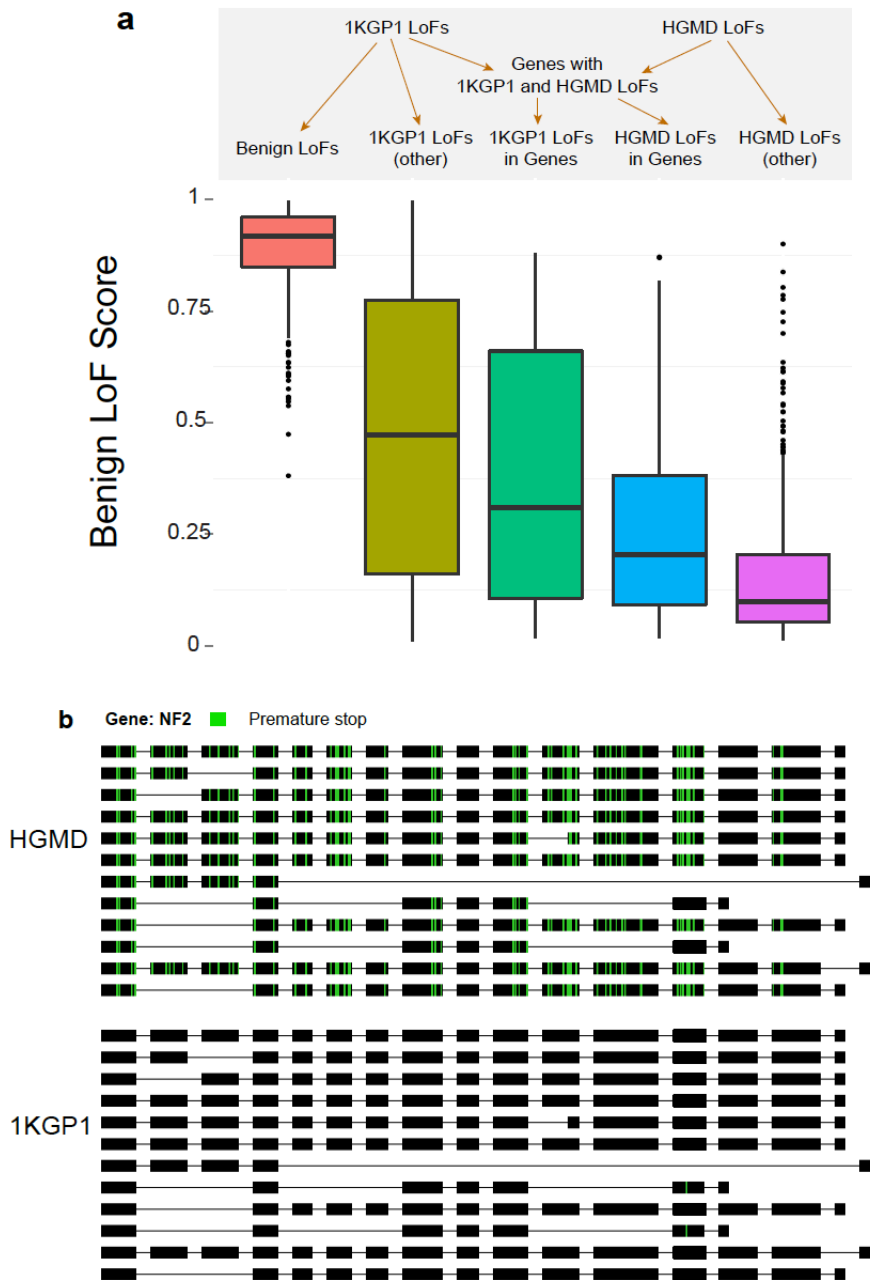 a
1KGP1 LoFs
HGMD LoFs
Genes with
1KGP1 and HGMD LoFs
Benign LoFs
1KGP1 LoFs
(other)
1KGP1 LoFs
in Genes
HGMD LoFs
in Genes
HGMD LoFs
(other)
Benign LoF Score
1
0.75
0.5
0.25
0
b
Gene: NF2
Premature stop
HGMD
1KGP1